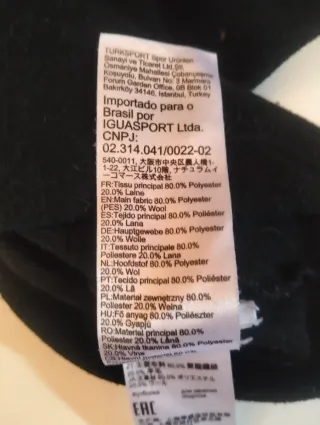 TURKSPORT Spor Urünleri
Sanayi ve Ticaret Ltd.Şti.
Osmaniye Mahallesi Çobançeşme
Koşuyolu, Bulvarı No: 3 Marmara
Forum Garden Office, 0B Blok 01
Bakırköy 34146, Istanbul, Turkey
Importado para o
Brasil por
IGUASPORT Ltda.
CNPJ:
02.314.041/0022-02
540-0011, 大阪市中央区農人橋1-
1-22, 大江ビル10階, ナチュラムイ
ーコマース株式会社
FR:Tissu principal 80.0% Polyester
20.0% Laine
EN:Main fabric 80.0% Polyester
(PES) 20.0% Wool
ES:Tejido principal 80.0% Poliéster
20.0% Lana
DE:Hauptgewebe 80.0% Polyester
20.0% Wolle
IT:Tessuto principale 80.0%
Poliestere 20.0% Lana
NL:Hoofdstof 80.0% Polyester
20.0% Wol
PT:Tecido principal 80.0% Poliéster
20.0% Lã
PL:Materiał zewnętrzny 80.0%
Poliester 20.0% Wełna
HU:Fő anyag 80.0% Poliészter
20.0% Gyapjú
RO:Material principal 80.0%
Poliester 20.0% Lână
SK:Hlavná tkanina 80.0% Polyester
20.0% Vlna
EAC